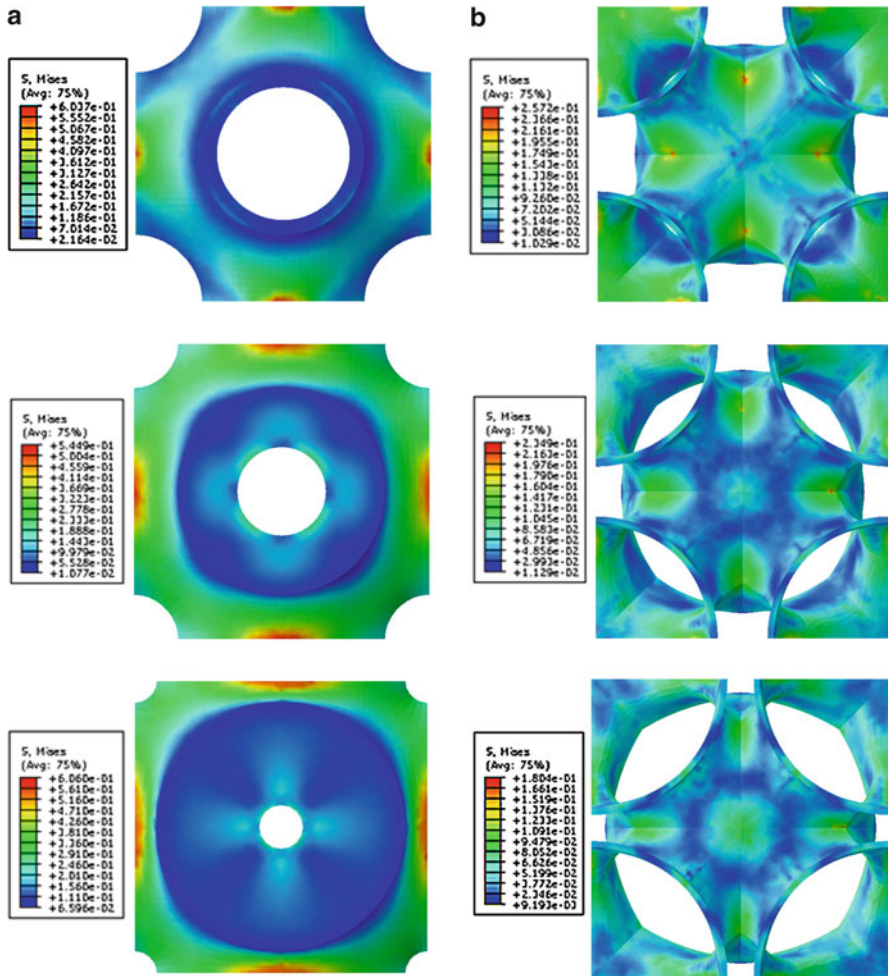 a
b
S, Mises
(Avg: 75%)
+6.037e-01
+5.552e-01
+5.067e-01
+4.582e-01
+4.097e-01
+3.612e-01
+3.127e-01
+2.642e-01
+2.157e-01
+1.672e-01
+1.186e-01
+7.014e-02
+2.164e-02
S, Mises
(Avg: 75%)
+2.572e-01
+2.366e-01
+2.161e-01
+1.955e-01
+1.749e-01
+1.543e-01
+1.338e-01
+1.132e-01
+9.260e-02
+7.202e-02
+5.144e-02
+3.086e-02
+1.029e-02
S, Mises
(Avg: 75%)
+5.449e-01
+5.004e-01
+4.559e-01
+4.114e-01
+3.669e-01
+3.223e-01
+2.778e-01
+2.333e-01
+1.888e-01
+1.443e-01
+9.979e-02
+5.528e-02
+1.077e-02
S, Mises
(Avg: 75%)
+2.349e-01
+2.163e-01
+1.976e-01
+1.790e-01
+1.604e-01
+1.417e-01
+1.231e-01
+1.045e-01
+8.583e-02
+6.719e-02
+4.856e-02
+2.993e-02
+1.129e-02
S, Mises
(Avg: 75%)
+6.060e-01
+5.610e-01
+5.160e-01
+4.710e-01
+4.260e-01
+3.810e-01
+3.360e-01
+2.910e-01
+2.460e-01
+2.010e-01
+1.560e-01
+1.110e-01
+6.596e-02
S, Mises
(Avg: 75%)
+1.804e-01
+1.661e-01
+1.519e-01
+1.376e-01
+1.233e-01
+1.091e-01
+9.479e-02
+8.052e-02
+6.626e-02
+5.199e-02
+3.772e-02
+2.346e-02
+9.193e-03